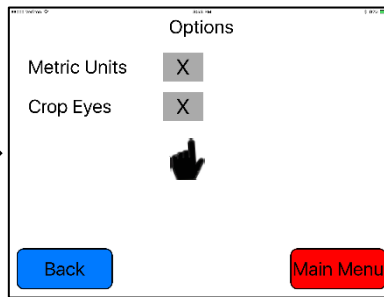 Options
Metric Units X
Crop Eyes X
Back
Main Menu